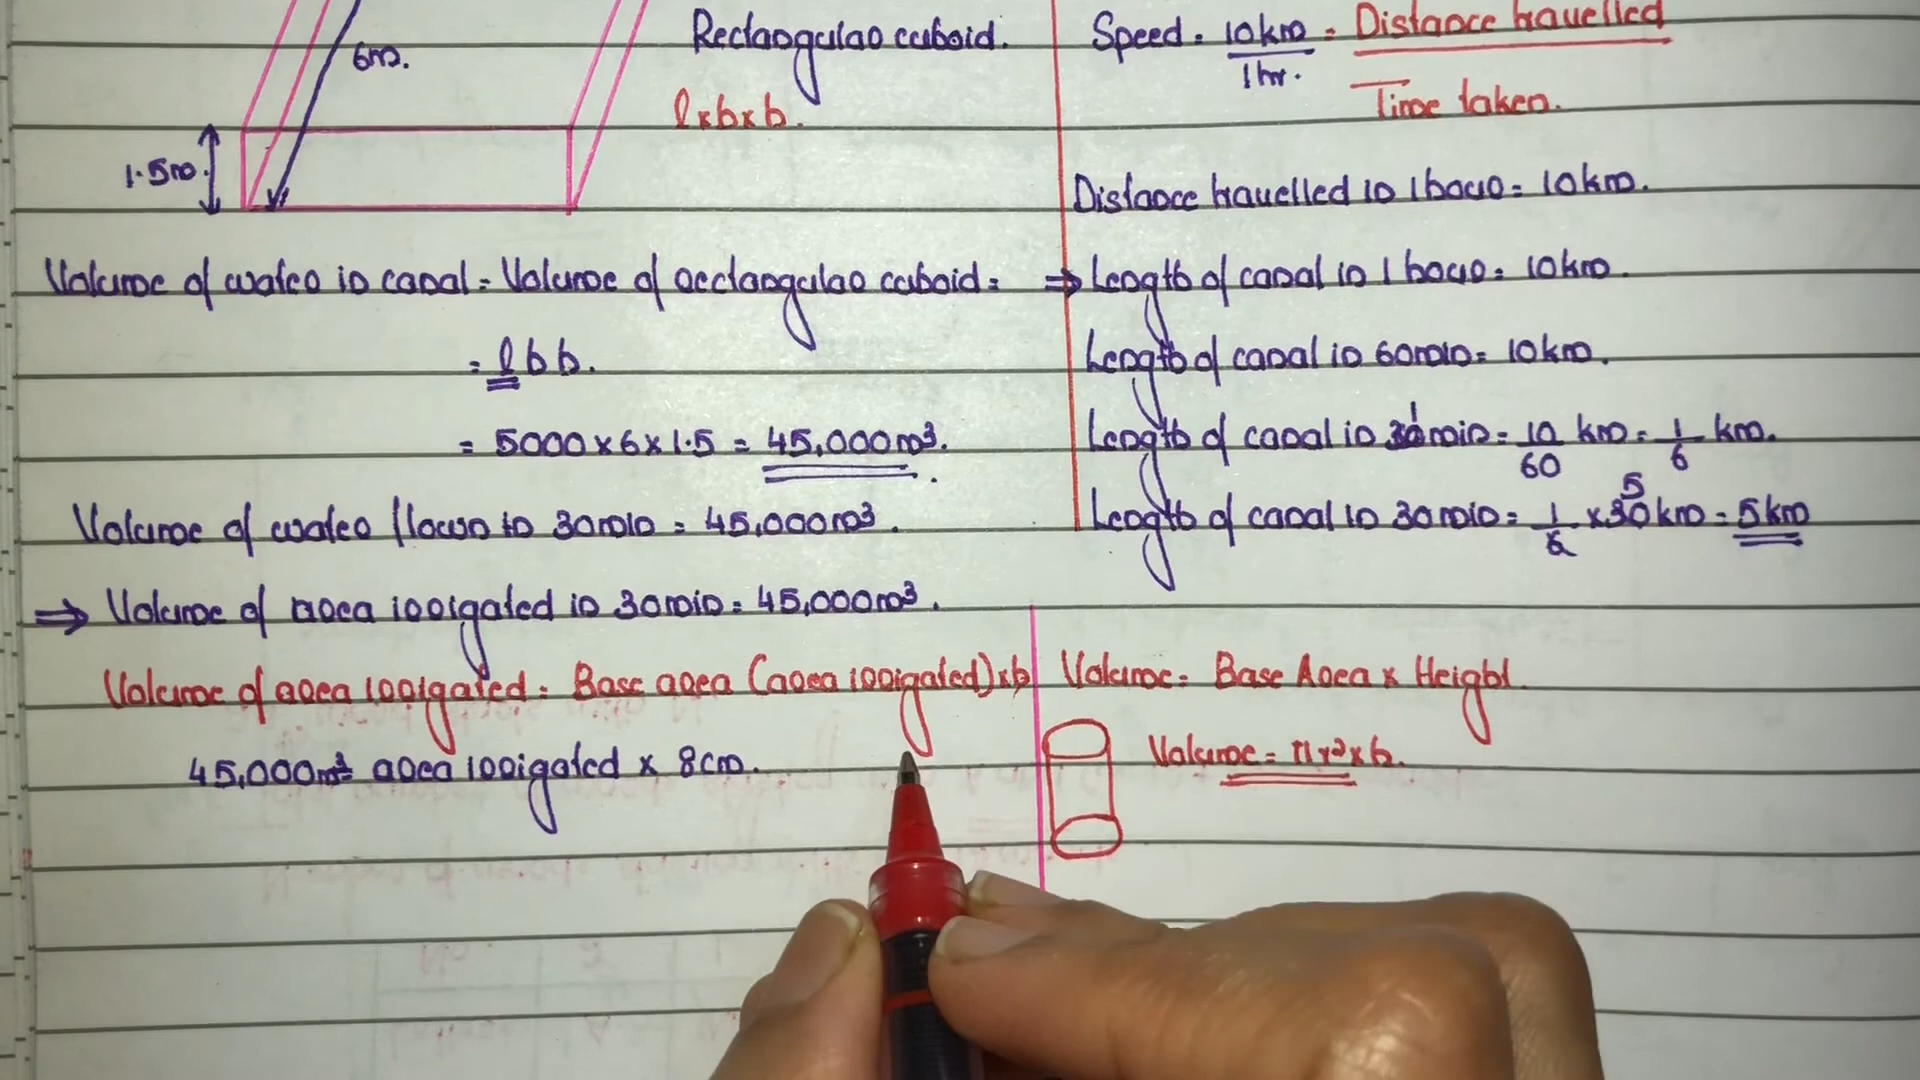 6m.
1.5m.
Rectangular cuboid.
l×b×h.
Speed = 10km/1hr. = Distance travelled/Time taken.
Distance travelled in 1 hour = 10km.
Volume of water in canal = Volume of rectangular cuboid =
⇒ Length of canal in 1 hour = 10km.
= lbh.
Length of canal in 60min = 10km.
= 5000×6×1.5 = 45,000m³.
Length of canal in 1min = 10/60 km = 1/6 km.
Volume of water flown in 30min = 45,000m³.
Length of canal in 30min = 1/6 ×30 5 km = 5km
⇒ Volume of area irrigated in 30min = 45,000m³.
Volume of area irrigated = Base area (area irrigated)×h
45,000m³ = area irrigated × 8cm.
Volume = Base Area × Height.
Volume = πr²×h.